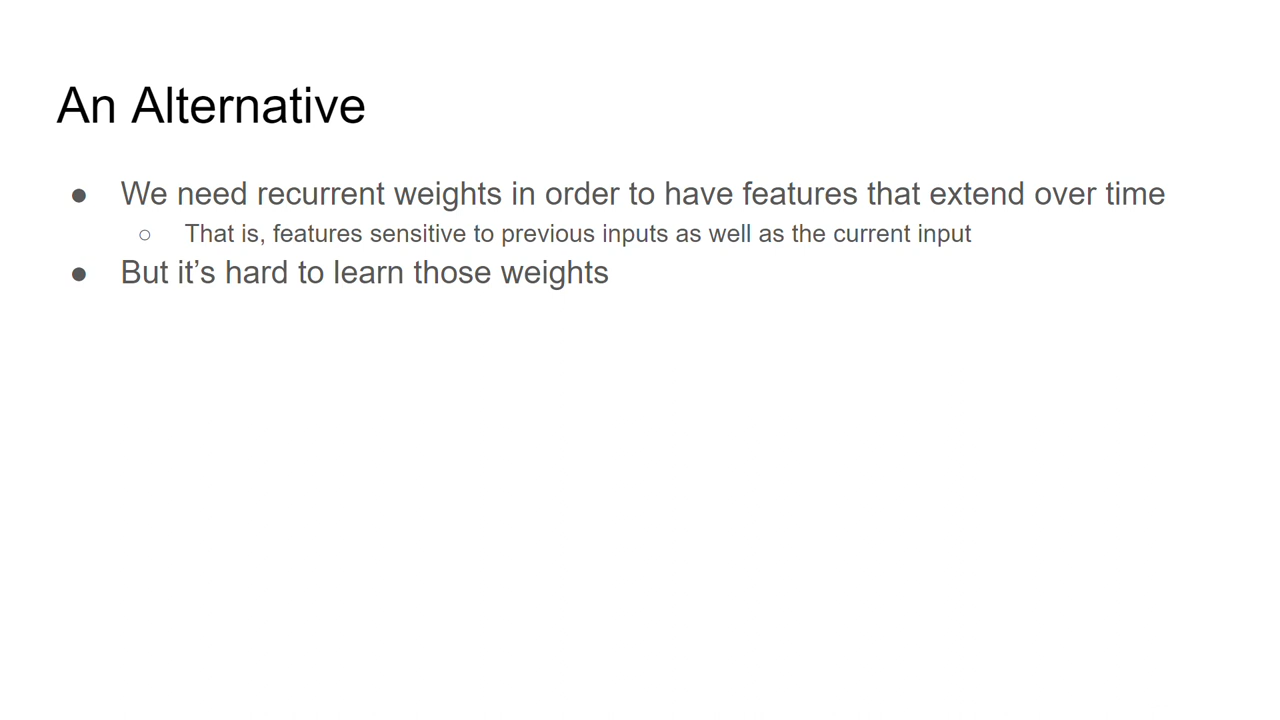 An Alternative
● We need recurrent weights in order to have features that extend over time
○ That is, features sensitive to previous inputs as well as the current input
● But it’s hard to learn those weights